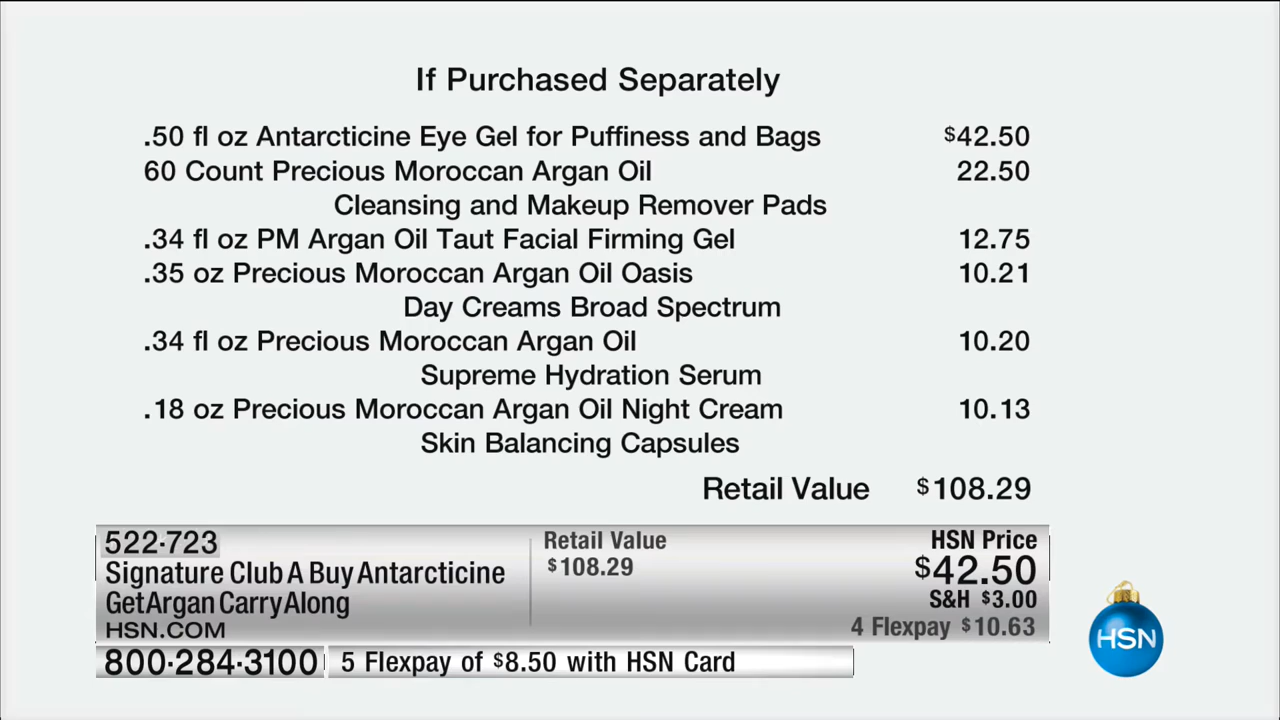 If Purchased Separately
.50 fl oz Antarcticine Eye Gel for Puffiness and Bags $42.50
60 Count Precious Moroccan Argan Oil 22.50
Cleansing and Makeup Remover Pads
.34 fl oz PM Argan Oil Taut Facial Firming Gel 12.75
.35 oz Precious Moroccan Argan Oil Oasis 10.21
Day Creams Broad Spectrum
.34 fl oz Precious Moroccan Argan Oil 10.20
Supreme Hydration Serum
.18 oz Precious Moroccan Argan Oil Night Cream 10.13
Skin Balancing Capsules
Retail Value $108.29
522·723
Signature Club A Buy Antarcticine
Get Argan Carry Along
HSN.COM
Retail Value
$108.29
HSN Price
$42.50
S&H $3.00
4 Flexpay $10.63
800·284·3100 5 Flexpay of $8.50 with HSN Card
HSN